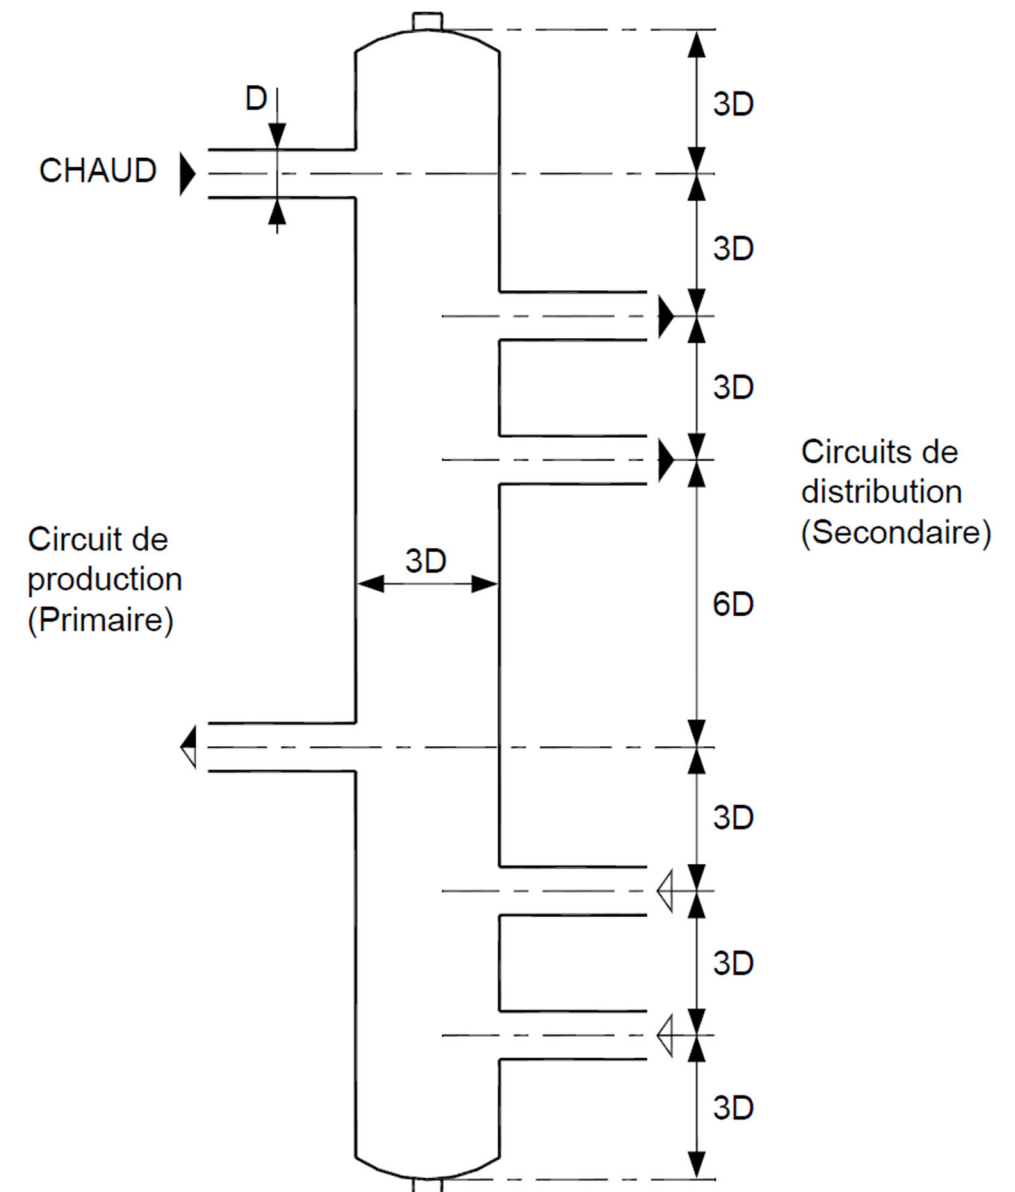 3D
D
CHAUD
3D
3D
Circuits de
distribution
(Secondaire)
Circuit de
production
(Primaire)
3D
6D
3D
3D
3D